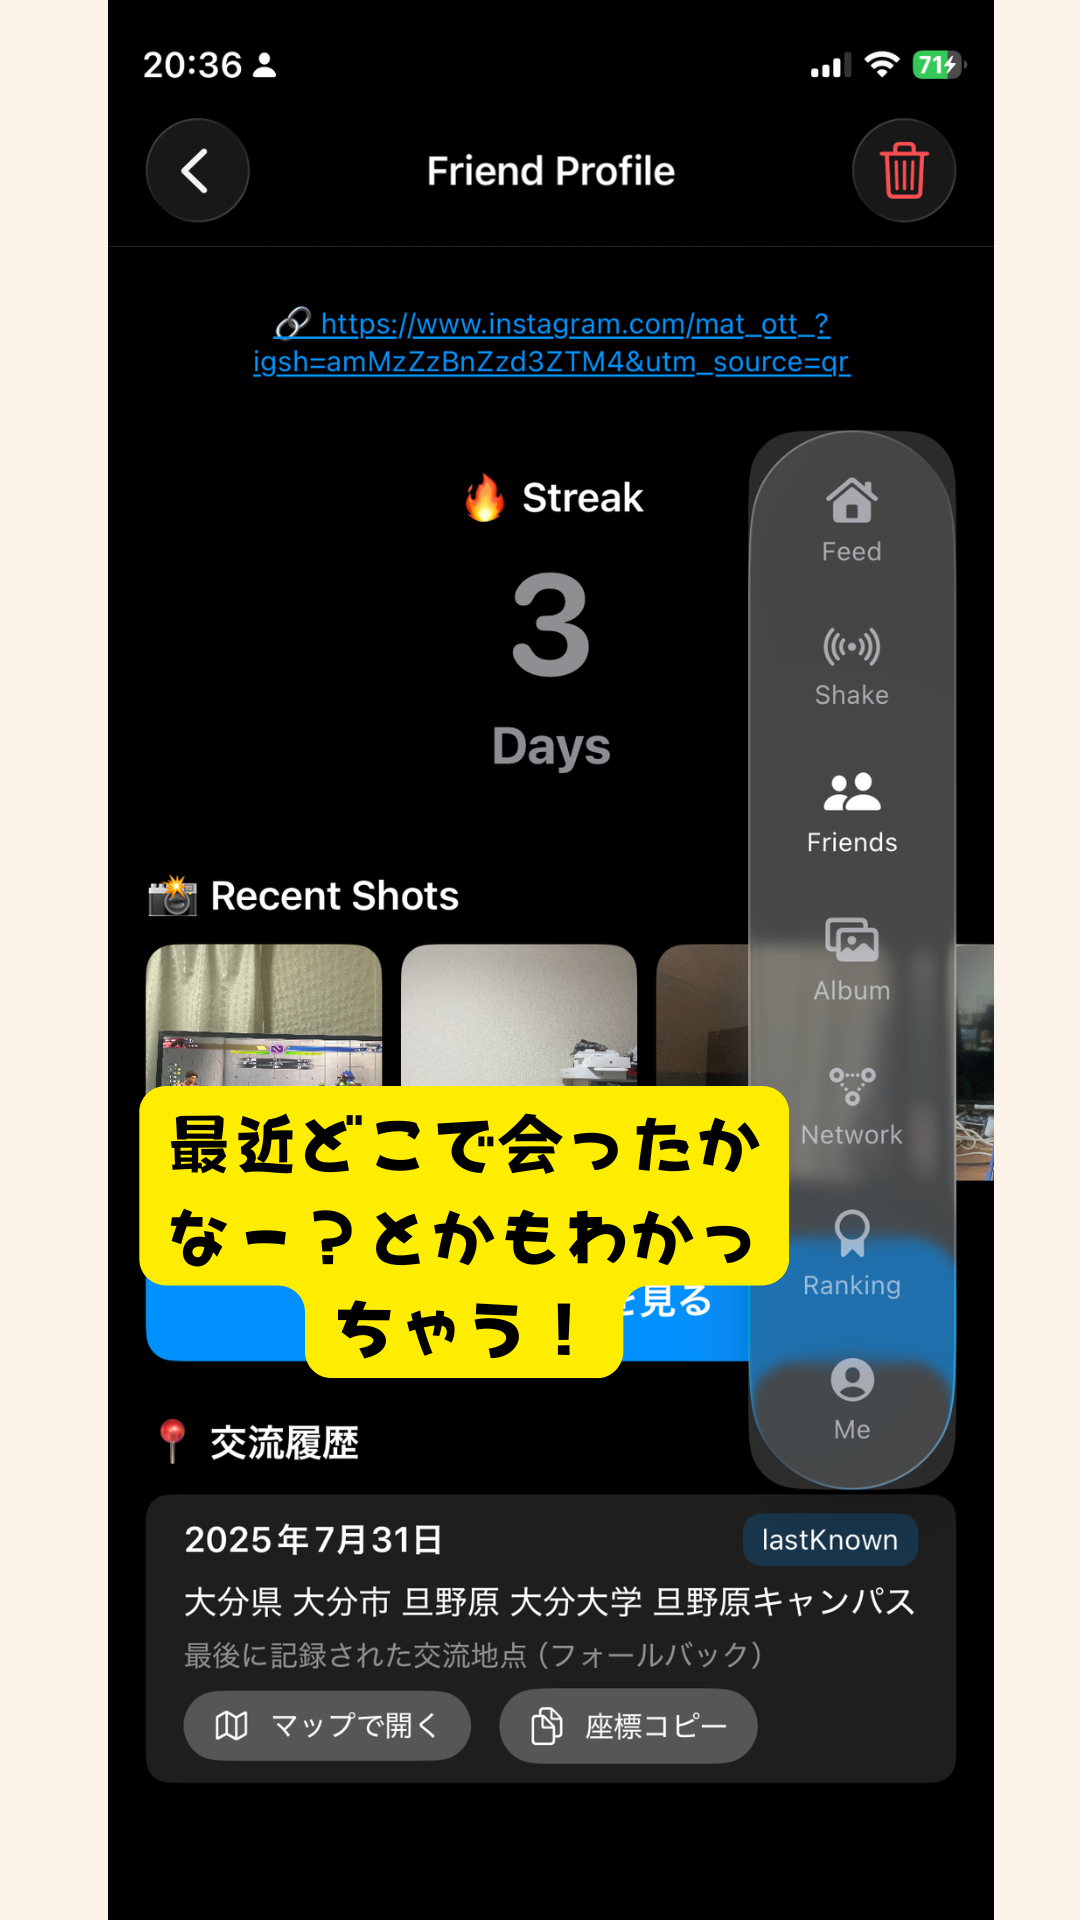 20:36
71
Friend Profile
https://www.instagram.com/mat_ott_?
igsh=amMzZzBnZzd3ZTM4&utm_source=qr
Streak
3
Days
Recent Shots
Feed
Shake
Friends
Album
Network
Ranking
Me
最近どこで会ったか
なー？とかもわかっ
ちゃう！
を見る
交流履歴
2025年7月31日
lastKnown
大分県 大分市 旦野原 大分大学 旦野原キャンパス
最後に記録された交流地点（フォールバック）
マップで開く
座標コピー